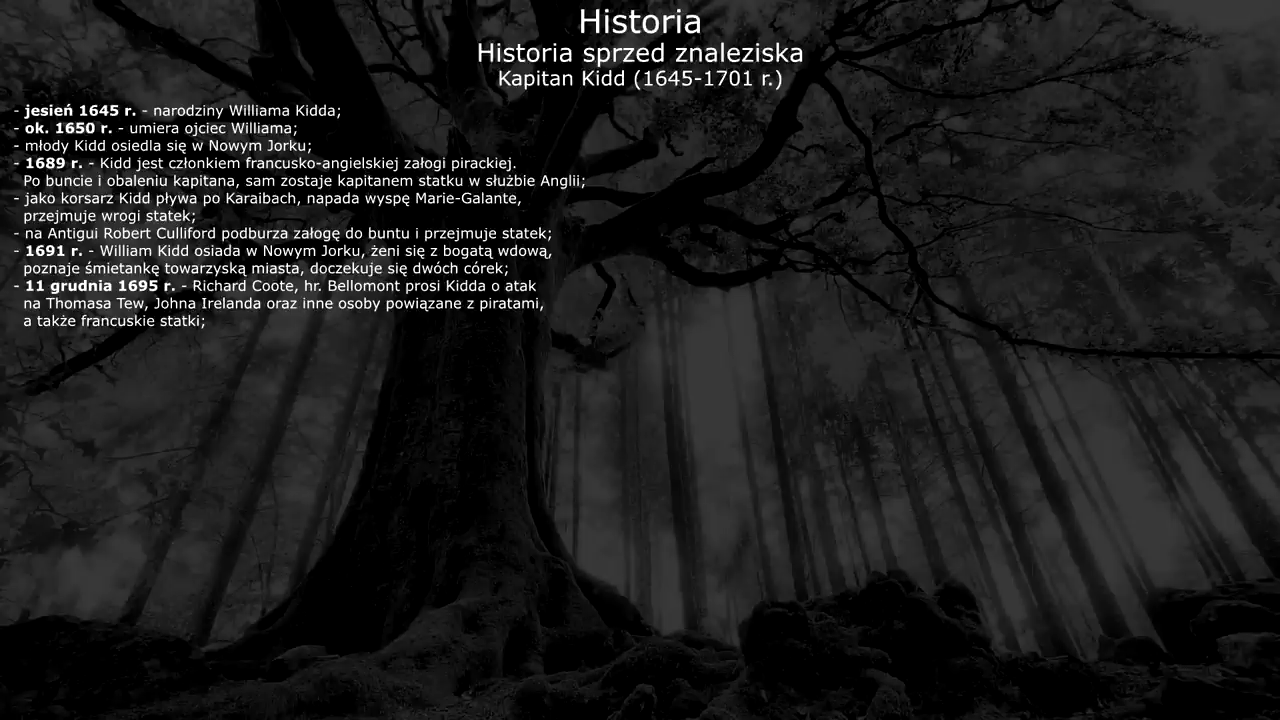 Historia
Historia sprzed znaleziska
Kapitan Kidd (1645-1701 r.)
- jesień 1645 r. - narodziny Williama Kidda;
- ok. 1650 r. - umiera ojciec Williama;
- młody Kidd osiedla się w Nowym Jorku;
- 1689 r. - Kidd jest członkiem francusko-angielskiej załogi pirackiej.
Po buncie i obaleniu kapitana, sam zostaje kapitanem statku w służbie Anglii;
- jako korsarz Kidd pływa po Karaibach, napada wyspę Marie-Galante,
przejmuje wrogi statek;
- na Antigui Robert Culliford podburza załogę do buntu i przejmuje statek;
- 1691 r. - William Kidd osiada w Nowym Jorku, żeni się z bogatą wdową,
poznaje śmietankę towarzyską miasta, doczekuje się dwóch córek;
- 11 grudnia 1695 r. - Richard Coote, hr. Bellomont prosi Kidda o atak
na Thomasa Tew, Johna Irelanda oraz inne osoby powiązane z piratami,
a także francuskie statki;